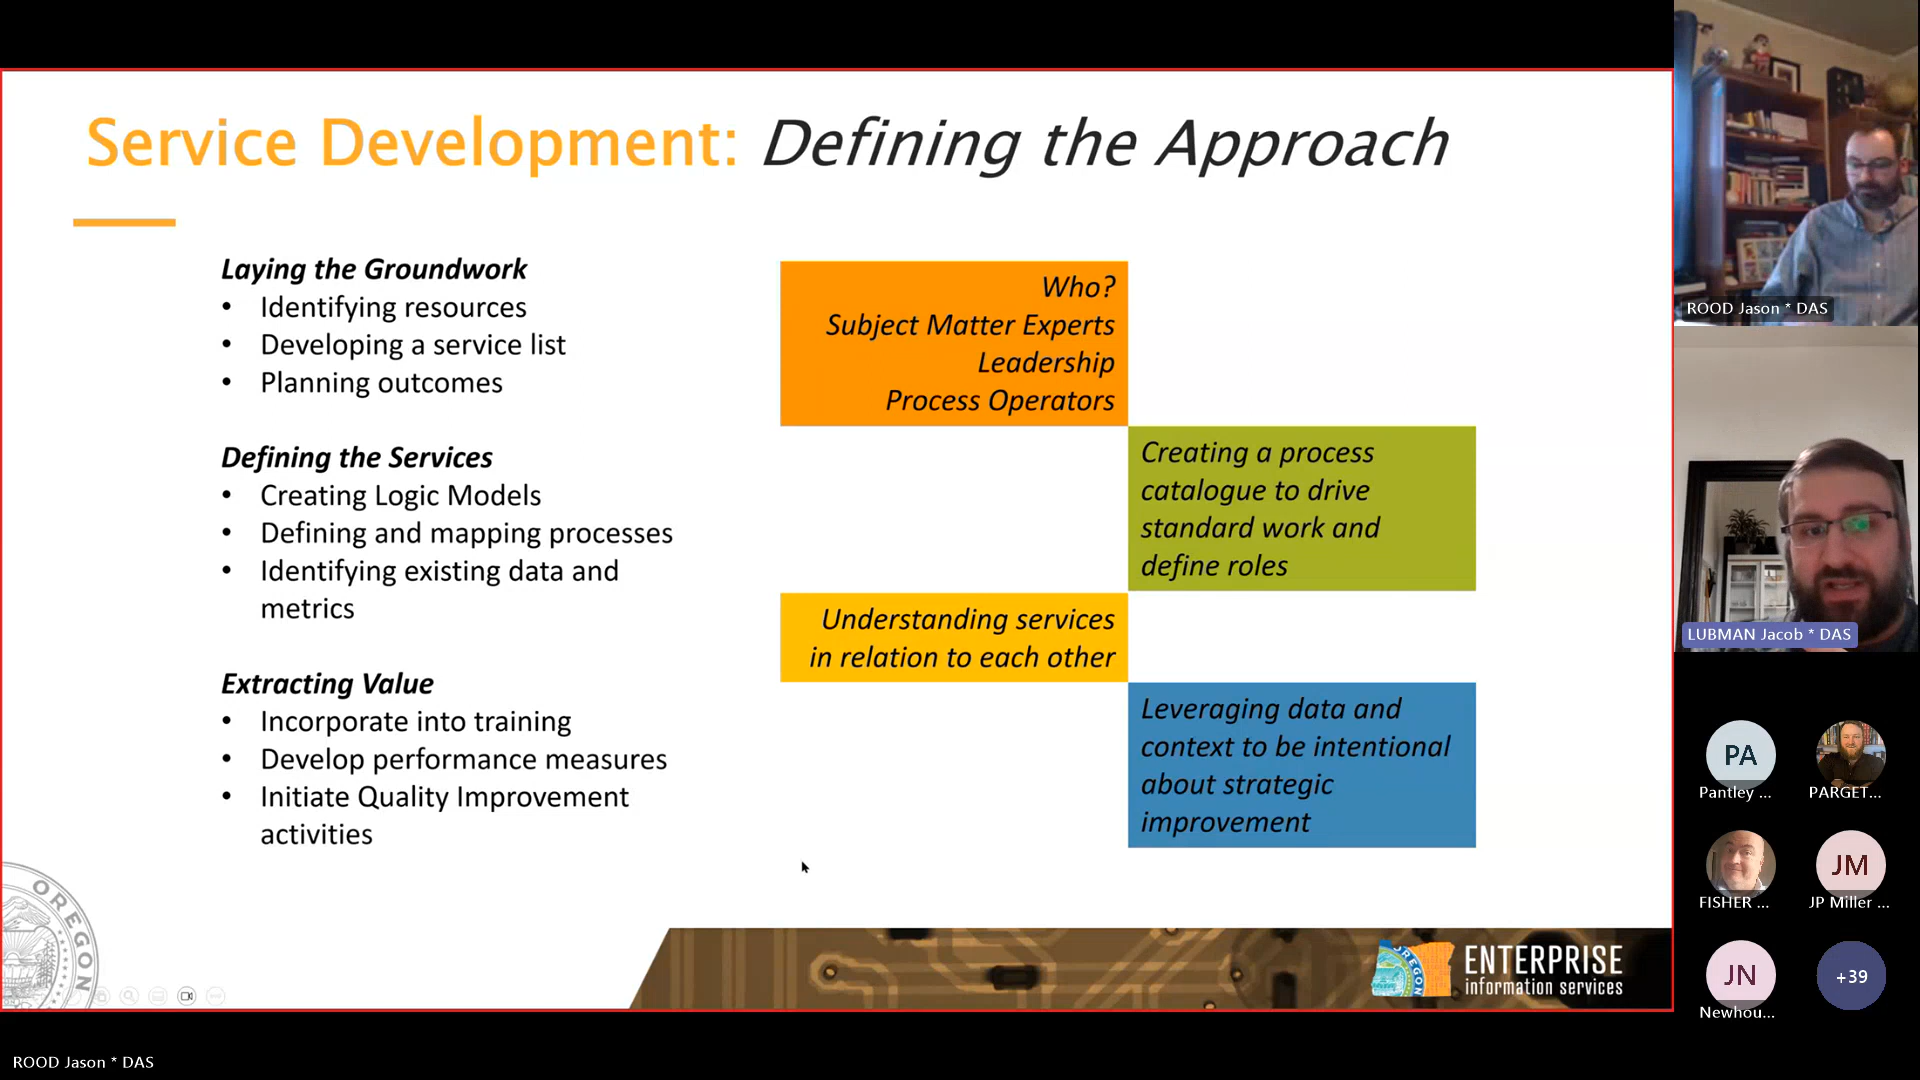 Service Development: Defining the Approach
Laying the Groundwork
• Identifying resources
• Developing a service list
• Planning outcomes
Defining the Services
• Creating Logic Models
• Defining and mapping processes
• Identifying existing data and
metrics
Extracting Value
• Incorporate into training
• Develop performance measures
• Initiate Quality Improvement
activities
Who?
Subject Matter Experts
Leadership
Process Operators
Creating a process
catalogue to drive
standard work and
define roles
Understanding services
in relation to each other
Leveraging data and
context to be intentional
about strategic
improvement
OREGON
OREGON
ENTERPRISE
information services
ROOD Jason * DAS
LUBMAN Jacob * DAS
PA
Pantley ...
PARGET...
FISHER ...
JM
JP Miller ...
JN
Newhou...
+39
ROOD Jason * DAS